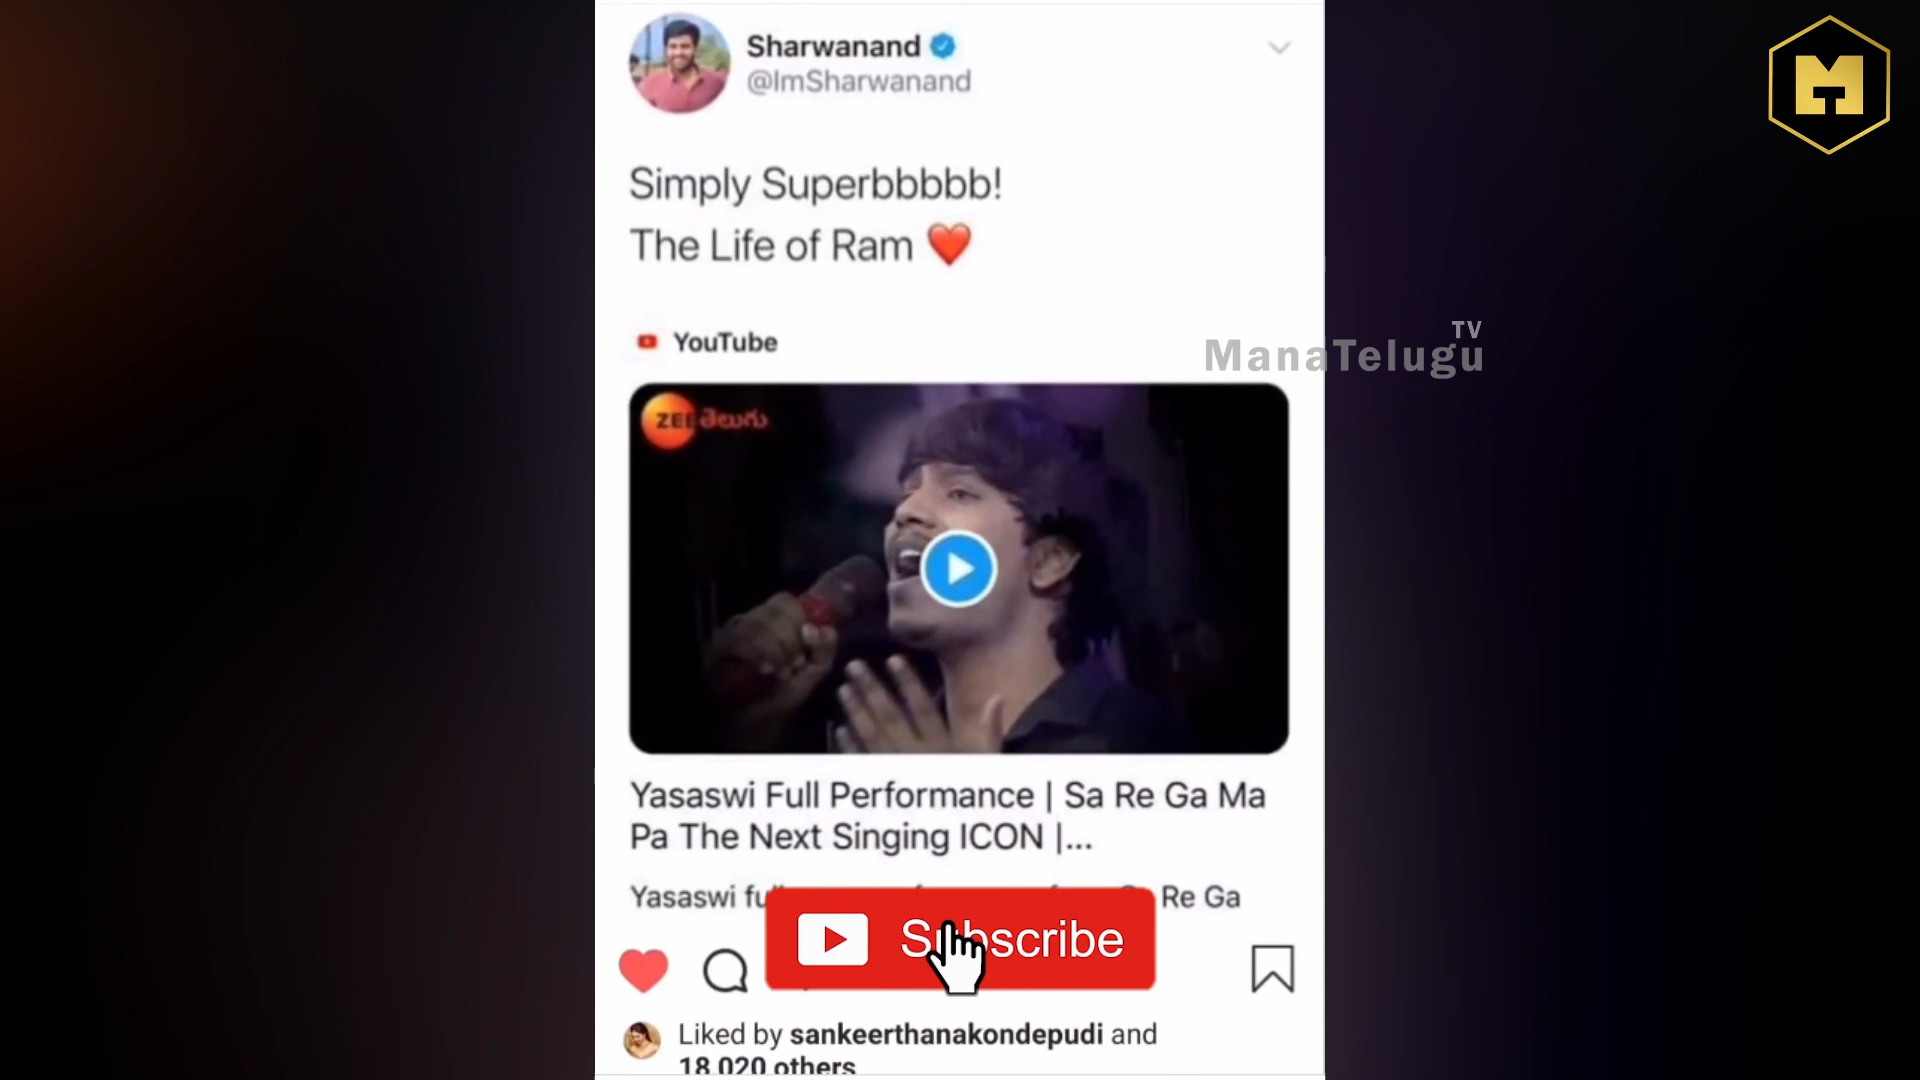 Sharwanand
@ImSharwanand
Simply Superbbbbb!
The Life of Ram ❤️
YouTube
TV
ManaTelugu
ZEE తెలుగు
Yasaswi Full Performance | Sa Re Ga Ma
Pa The Next Singing ICON |...
Yasaswi Re Ga
Subscribe
Liked by sankeerthanakondepudi and
18,020 others